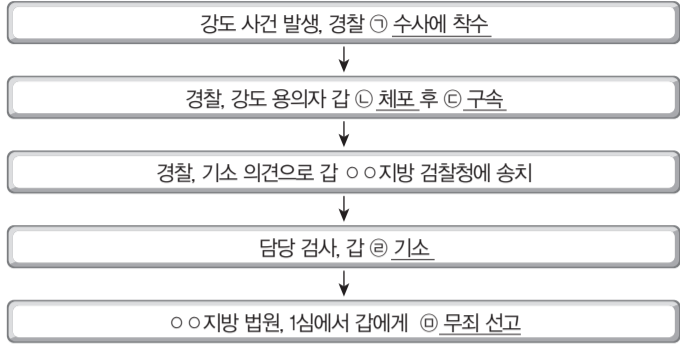 강도 사건 발생, 경찰 ㉠ 수사에 착수
경찰, 강도 용의자 갑 ㉡ 체포 후 ㉢ 구속
경찰, 기소 의견으로 갑 ○○지방 검찰청에 송치
담당 검사, 갑 ㉣ 기소
○○지방 법원, 1심에서 갑에게 ㉤ 무죄 선고